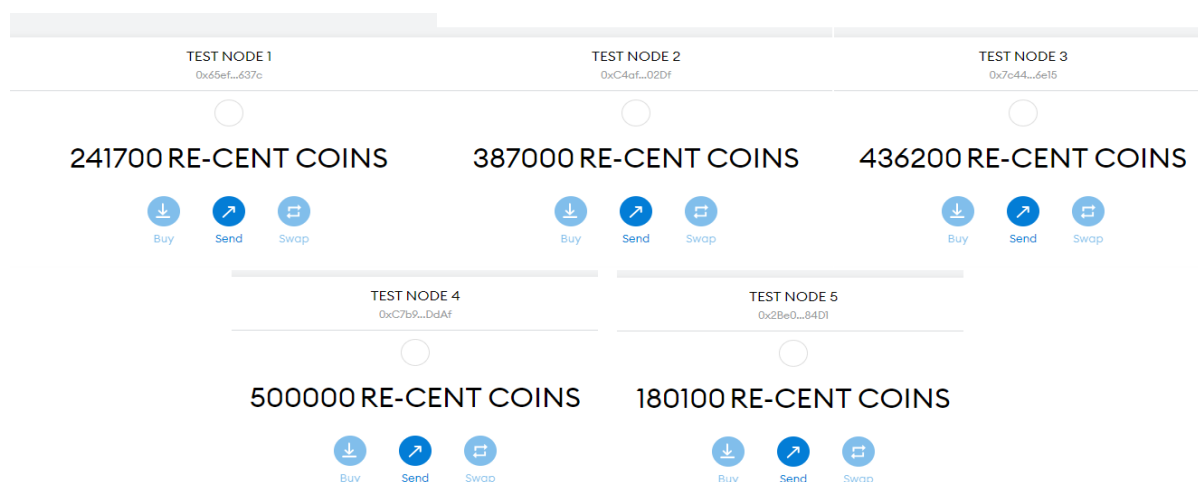 TEST NODE 1
0x65ef...637c
241700 RE-CENT COINS
Buy Send Swap
TEST NODE 2
0xC4af...02Df
387000 RE-CENT COINS
Buy Send Swap
TEST NODE 3
0x7c44...6e15
436200 RE-CENT COINS
Buy Send Swap
TEST NODE 4
0xC7b9...DdAf
500000 RE-CENT COINS
Buy Send Swap
TEST NODE 5
0x2Be0...84D1
180100 RE-CENT COINS
Buy Send Swap